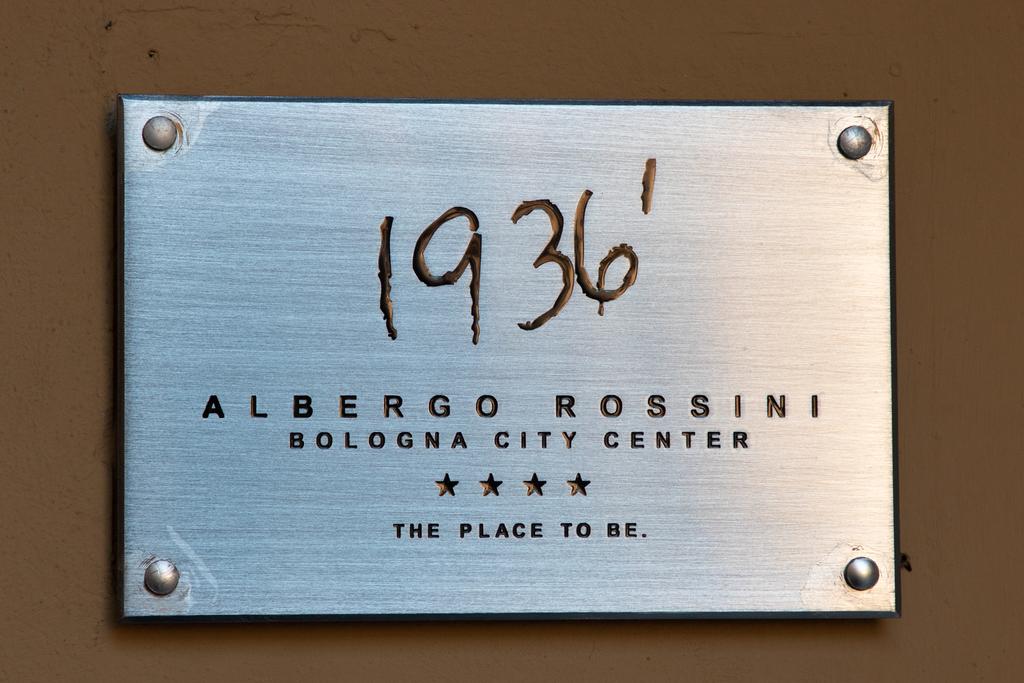 1936'
ALBERGO ROSSINI
BOLOGNA CITY CENTER
★★★★
THE PLACE TO BE.